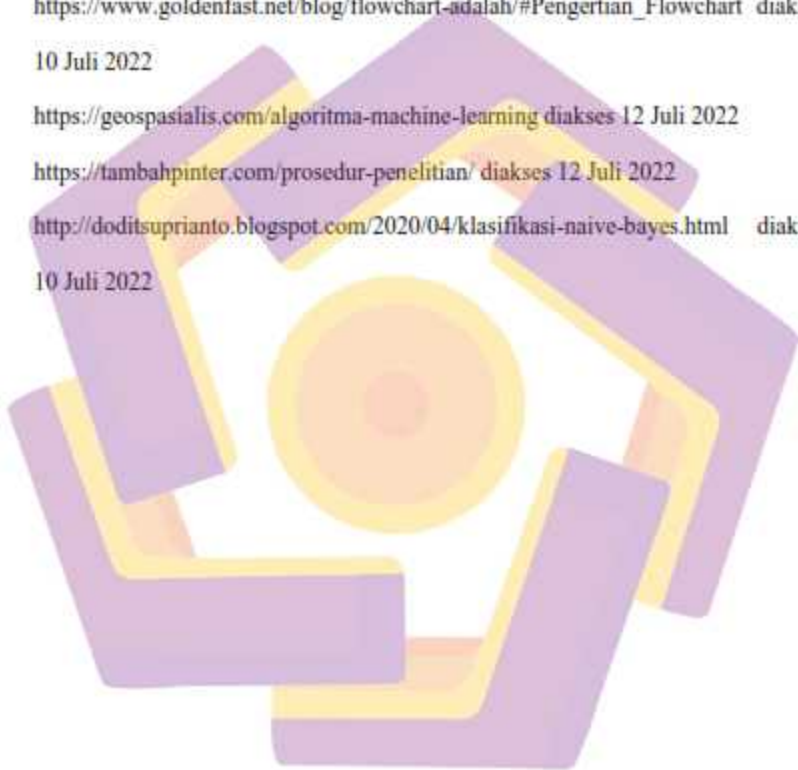 https://www.goldenfast.net/blog/flowchart-adalah/#Pengertian_Flowchart diak
10 Juli 2022
https://geospasialis.com/algoritma-machine-learning diakses 12 Juli 2022
https://tambahpinter.com/prosedur-penelitian/ diakses 12 Juli 2022
http://doditsuprianto.blogspot.com/2020/04/klasifikasi-naive-bayes.html diak
10 Juli 2022